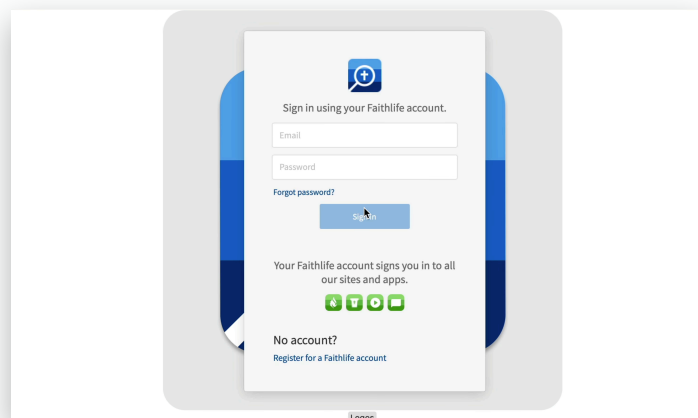 Sign in using your Faithlife account.
Email
Password
Forgot password?
Sign in
Your Faithlife account signs you in to all
our sites and apps.
No account?
Register for a Faithlife account
Logos